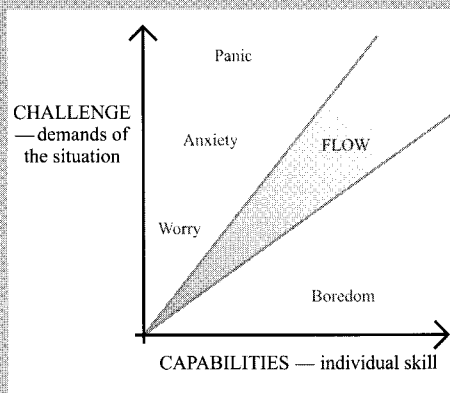 Panic
CHALLENGE
— demands of
the situation
Anxiety
FLOW
Worry
Boredom
CAPABILITIES — individual skill